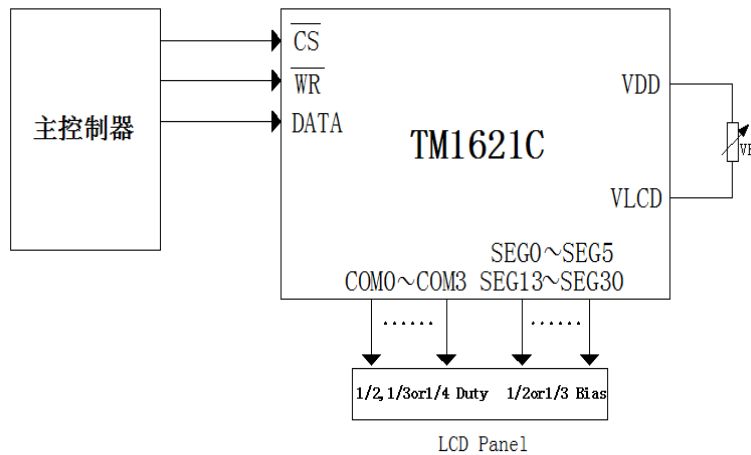 CS
WR
DATA
主控制器
TM1621C
VDD
VLCD
SEG0～SEG5
COM0～COM3 SEG13～SEG30
......
......
1/2,1/3or1/4 Duty 1/2or1/3 Bias
LCD Panel